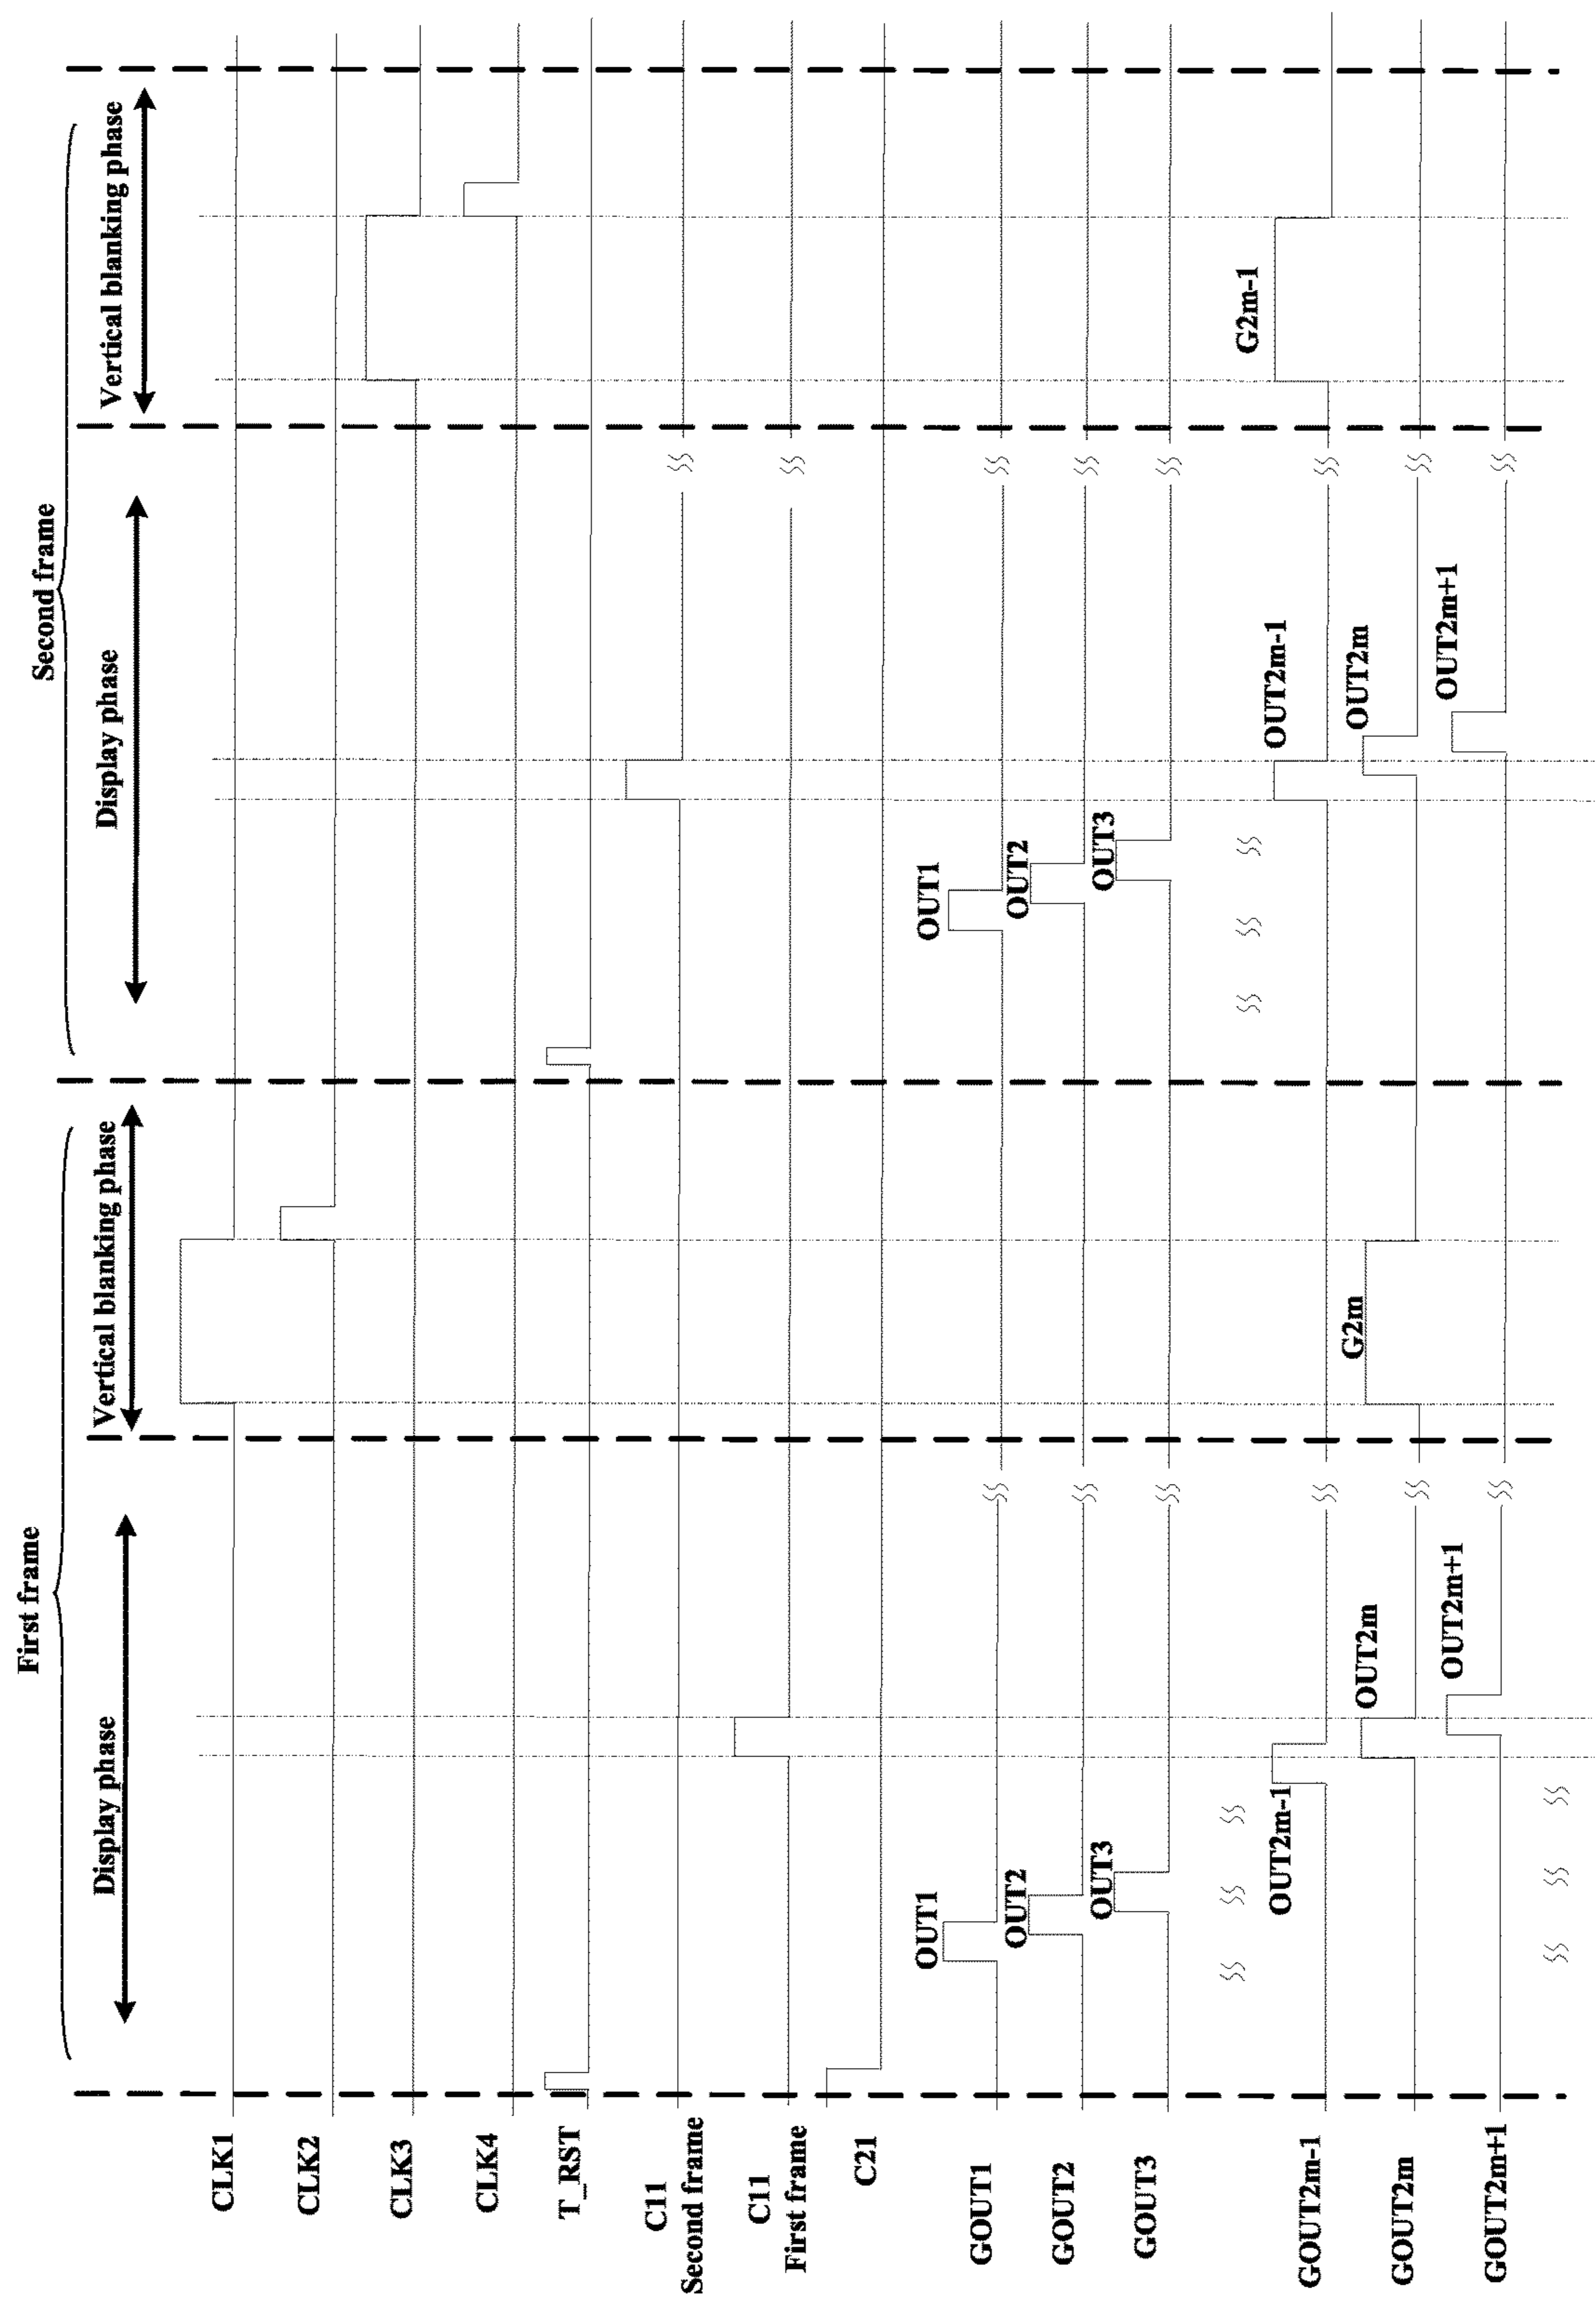 First frame
Second frame
Display phase
Vertical blanking phase
Display phase
Vertical blanking phase
CLK1
CLK2
CLK3
CLK4
T_RST
C11
Second frame
C11
First frame
C21
OUT1
OUT1
GOUT1
OUT2
OUT2
GOUT2
OUT3
OUT3
GOUT3
OUT2m-1
OUT2m-1
G2m-1
GOUT2m-1
OUT2m
G2m
OUT2m
GOUT2m
OUT2m+1
OUT2m+1
GOUT2m+1